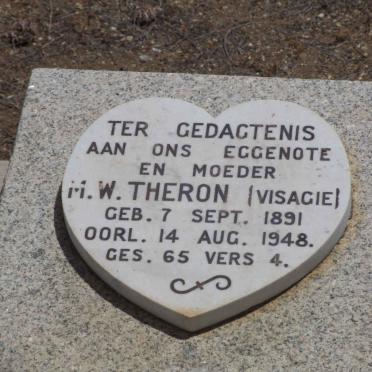 TER GEDACTENIS
AAN ONS EGGENOTE
EN MOEDER
M.W. THERON (VISAGIE)
GEB. 7 SEPT. 1891
OORL. 14 AUG. 1948.
GES. 65 VERS 4.